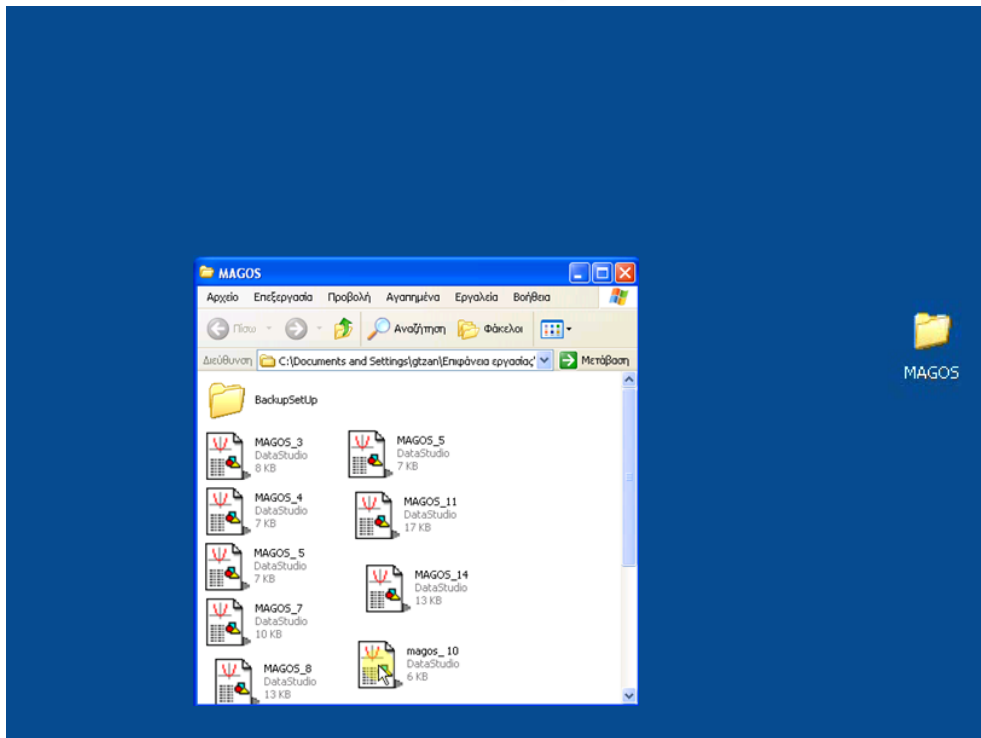 MAGOS
Αρχείο Επεξεργασία Προβολή Αγαπημένα Εργαλεία Βοήθεια
Πίσω Αναζήτηση Φάκελοι
Διεύθυνση C:\Documents and Settings\gtzan\Επιφάνεια εργασίας\ Μετάβαση
BackupSetUp
MAGOS_3
DataStudio
8 KB
MAGOS_4
DataStudio
7 KB
MAGOS_5
DataStudio
7 KB
MAGOS_7
DataStudio
10 KB
MAGOS_8
DataStudio
13 KB
MAGOS_5
DataStudio
7 KB
MAGOS_11
DataStudio
17 KB
MAGOS_14
DataStudio
13 KB
magos_10
DataStudio
6 KB
MAGOS